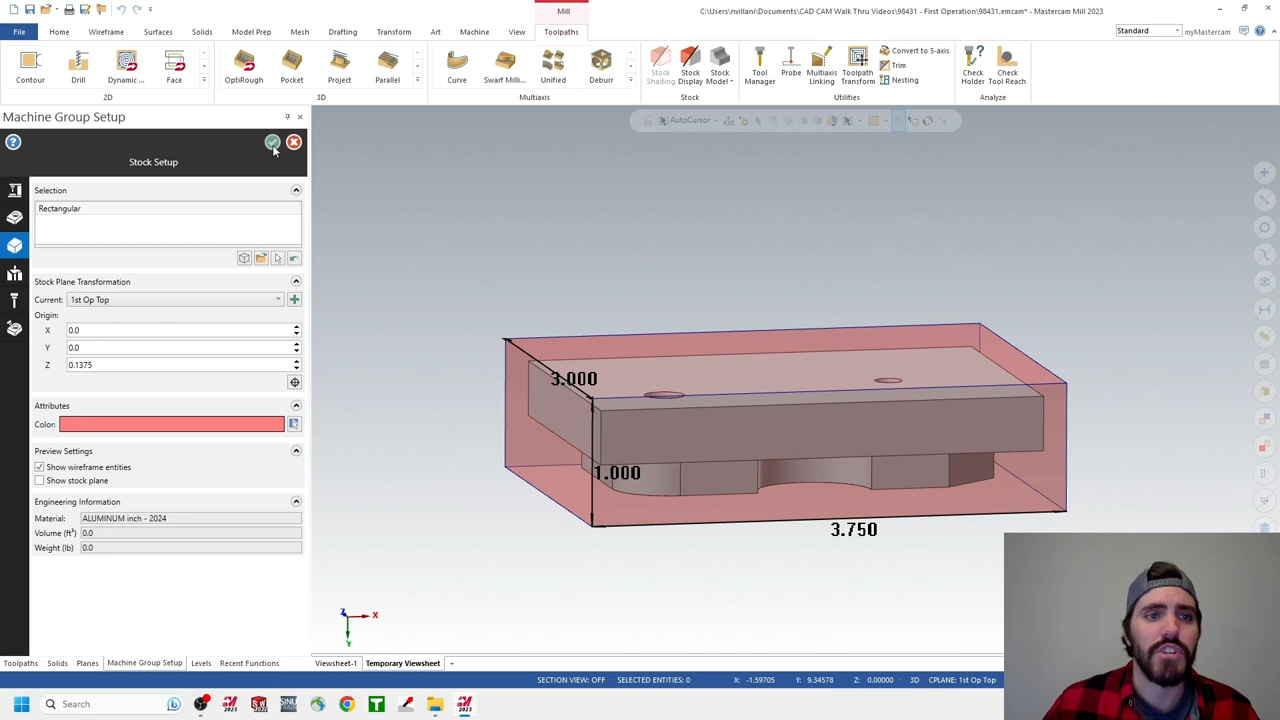 Mill
C:\Users\nvillani\Documents\CAD CAM Walk Thru Videos\98431 - First Operation\98431.emcam* - Mastercam Mill 2023
File Home Wireframe Surfaces Solids Model Prep Mesh Drafting Transform Art Machine View Toolpaths
Standard myMastercam
Contour Drill Dynamic ... Face OptiRough Pocket Project Parallel Curve Swarf Milli... Unified Deburr Stock Shading Stock Display Stock Model Tool Manager Probe Multiaxis Linking Toolpath Transform Convert to 5-axis Trim Nesting Check Holder Check Tool Reach
2D 3D Multiaxis Stock Utilities Analyze
Machine Group Setup
AutoCursor
Stock Setup
Selection
Rectangular
Stock Plane Transformation
Current: 1st Op Top
Origin:
X 0.0
Y 0.0
Z 0.1375
Attributes
Color:
Preview Settings
Show wireframe entities
Show stock plane
Engineering Information
Material: ALUMINUM inch - 2024
Volume (ft³) 0.0
Weight (lb) 0.0
3.000
1.000
3.750
Z X
Y
Toolpaths Solids Planes Machine Group Setup Levels Recent Functions Viewsheet-1 Temporary Viewsheet +
SECTION VIEW: OFF SELECTED ENTITIES: 0 X: -1.59705 Y: 9.34578 Z: 0.00000 3D CPLANE: 1st Op Top
Search